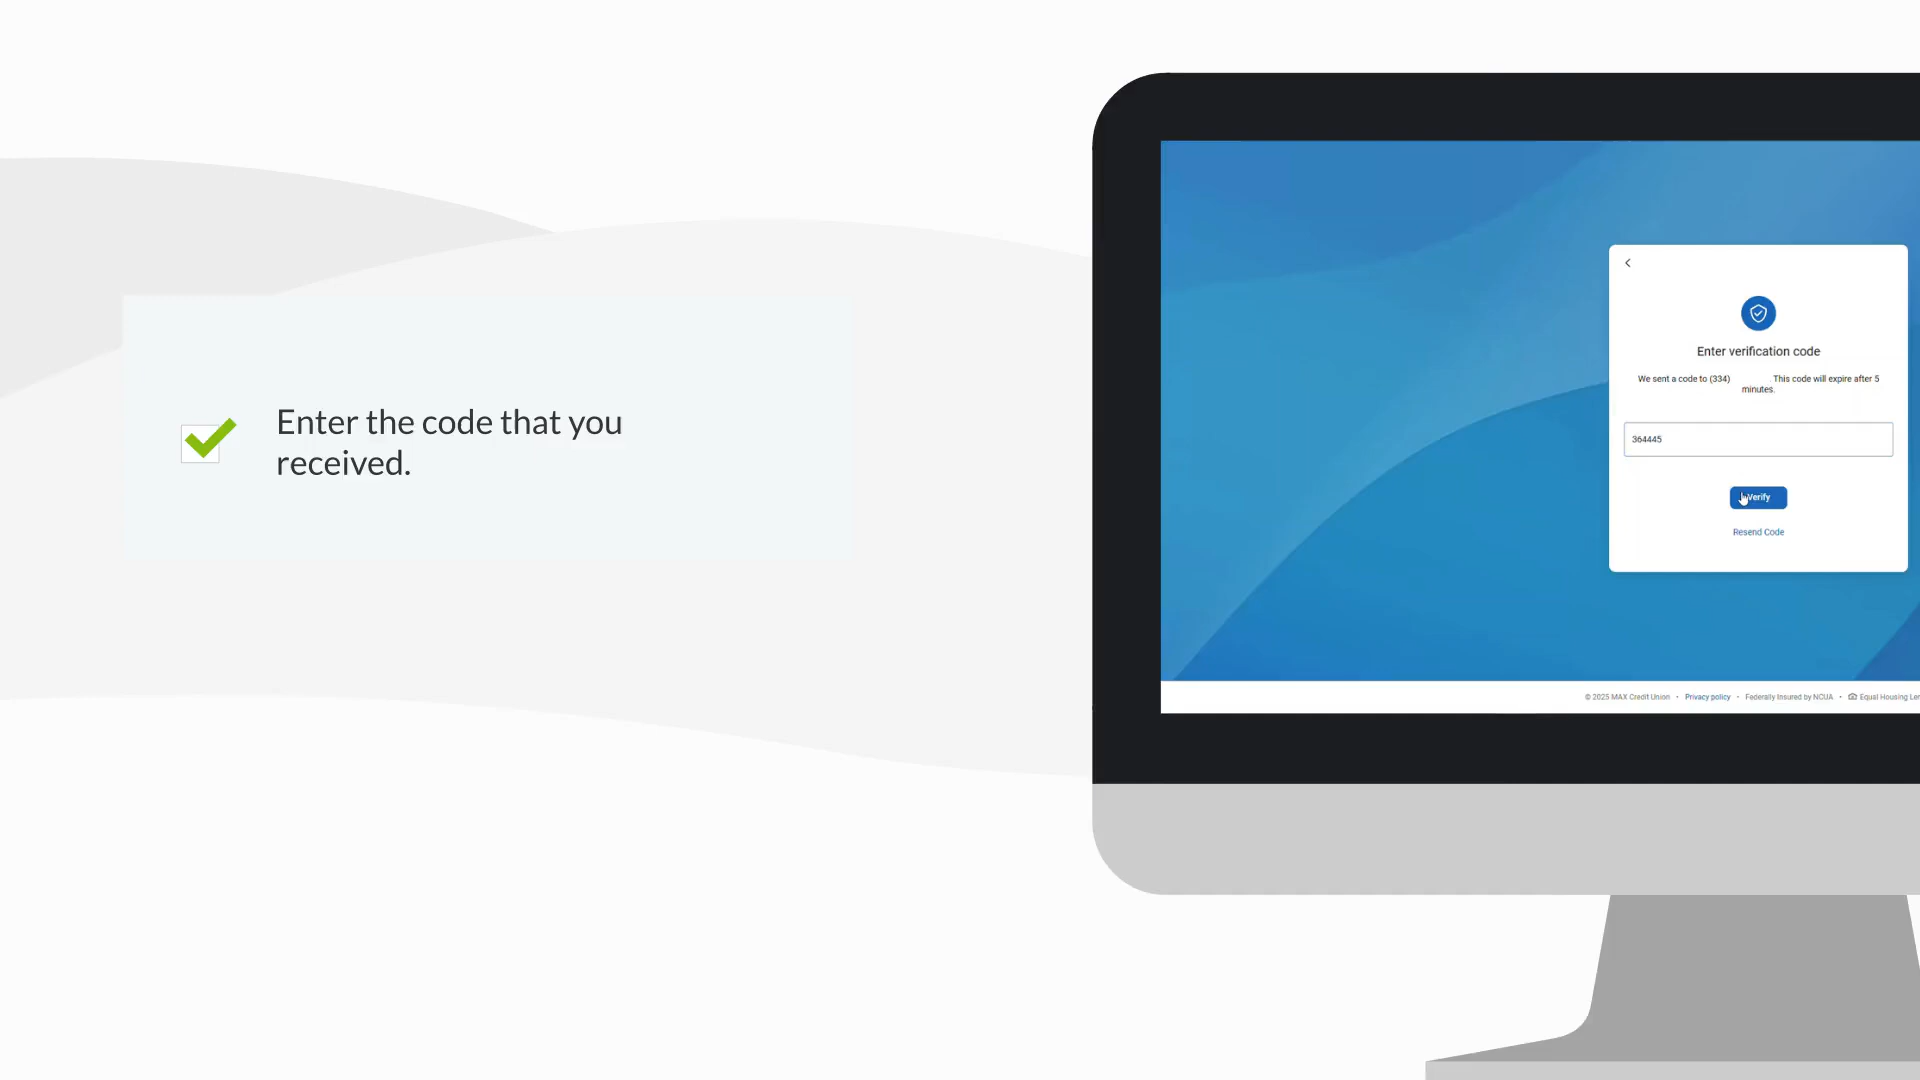 Enter the code that you
received.
Enter verification code
We sent a code to (334) This code will expire after 5
minutes.
364445
Verify
Resend Code
© 2025 MAX Credit Union • Privacy policy • Federally Insured by NCUA • Equal Housing